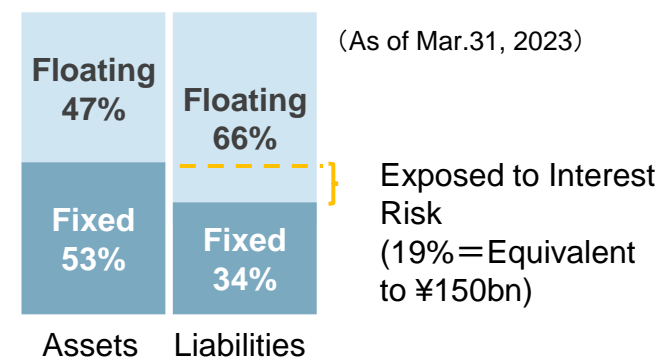 （As of Mar.31, 2023）
Floating
47%
Floating
66%
Fixed
53%
Fixed
34%
Exposed to Interest
Risk
(19%＝Equivalent
to ¥150bn)
Assets
Liabilities